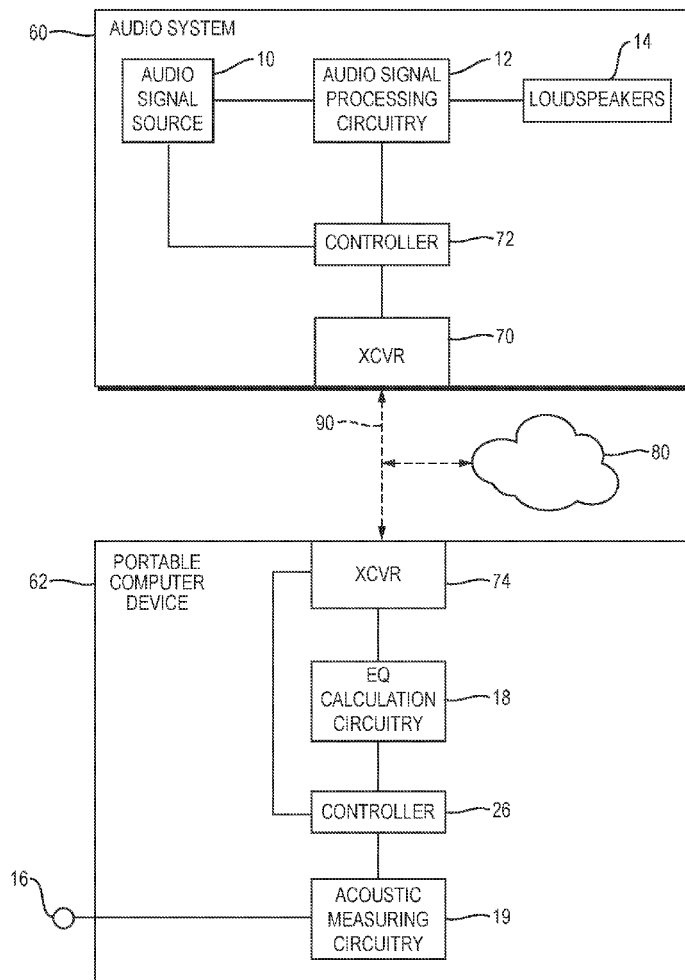 60
AUDIO SYSTEM
10
AUDIO
SIGNAL
SOURCE
12
AUDIO SIGNAL
PROCESSING
CIRCUITRY
14
LOUDSPEAKERS
CONTROLLER
72
XCVR
70
90
80
62
PORTABLE
COMPUTER
DEVICE
XCVR
74
EQ
CALCULATION
CIRCUITRY
18
CONTROLLER
26
16
ACOUSTIC
MEASURING
CIRCUITRY
19